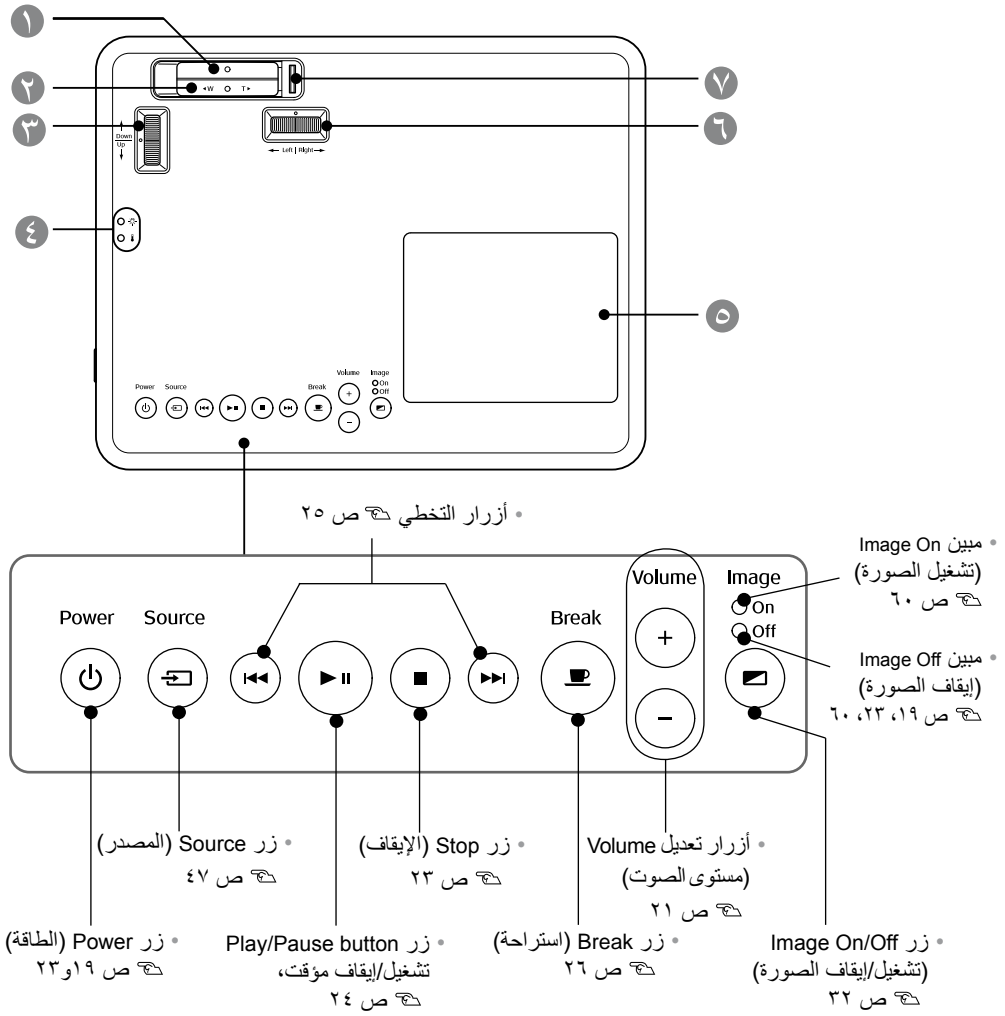 ١
٢
٣
٤
٥
٦
٧
◄W T►
Down
Up
← Left | Right →
Power Source Break Volume Image
On
Off
+
−
• أزرار التخطي ص ٢٥
• مبين Image On
(تشغيل الصورة)
ص ٦٠
• مبين Image Off
(إيقاف الصورة)
ص ١٩، ٢٣، ٦٠
Power Source Break Volume Image
On
Off
+
−
• زر Source (المصدر)
ص ٤٧
• زر Stop (الإيقاف)
ص ٢٣
• أزرار تعديل Volume
(مستوى الصوت)
ص ٢١
• زر Power (الطاقة)
ص ١٩و٢٣
• زر Play/Pause button
تشغيل/إيقاف مؤقت،
ص ٢٤
• زر Break (استراحة)
ص ٢٦
• زر Image On/Off
(تشغيل/إيقاف الصورة)
ص ٣٢